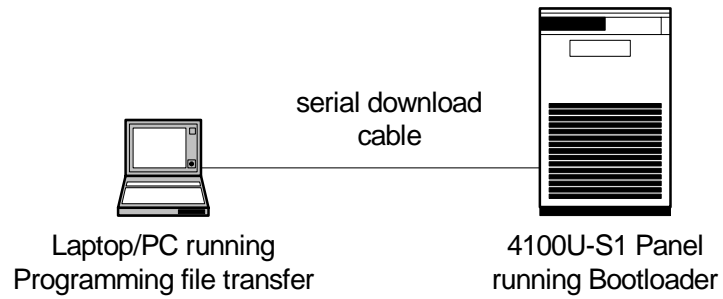 serial download
cable
Laptop/PC running
Programming file transfer
4100U-S1 Panel
running Bootloader